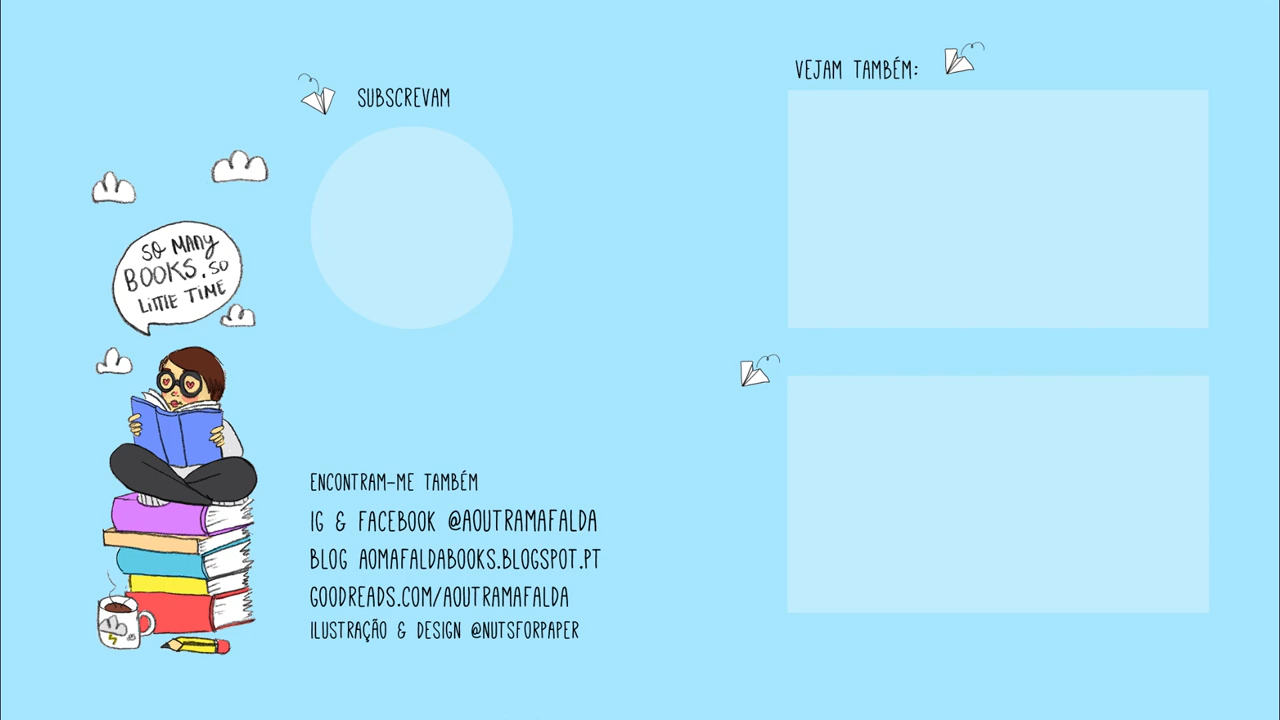 VEJAM TAMBÉM:
SUBSCREVAM
SO MANY
BOOKS, SO
LITTLE TIME
ENCONTRAM-ME TAMBÉM
IG & FACEBOOK @AOUTRAMAFALDA
BLOG AOMAFALDABOOKS.BLOGSPOT.PT
GOODREADS.COM/AOUTRAMAFALDA
ILUSTRAÇÃO & DESIGN @NUTSFORPAPER